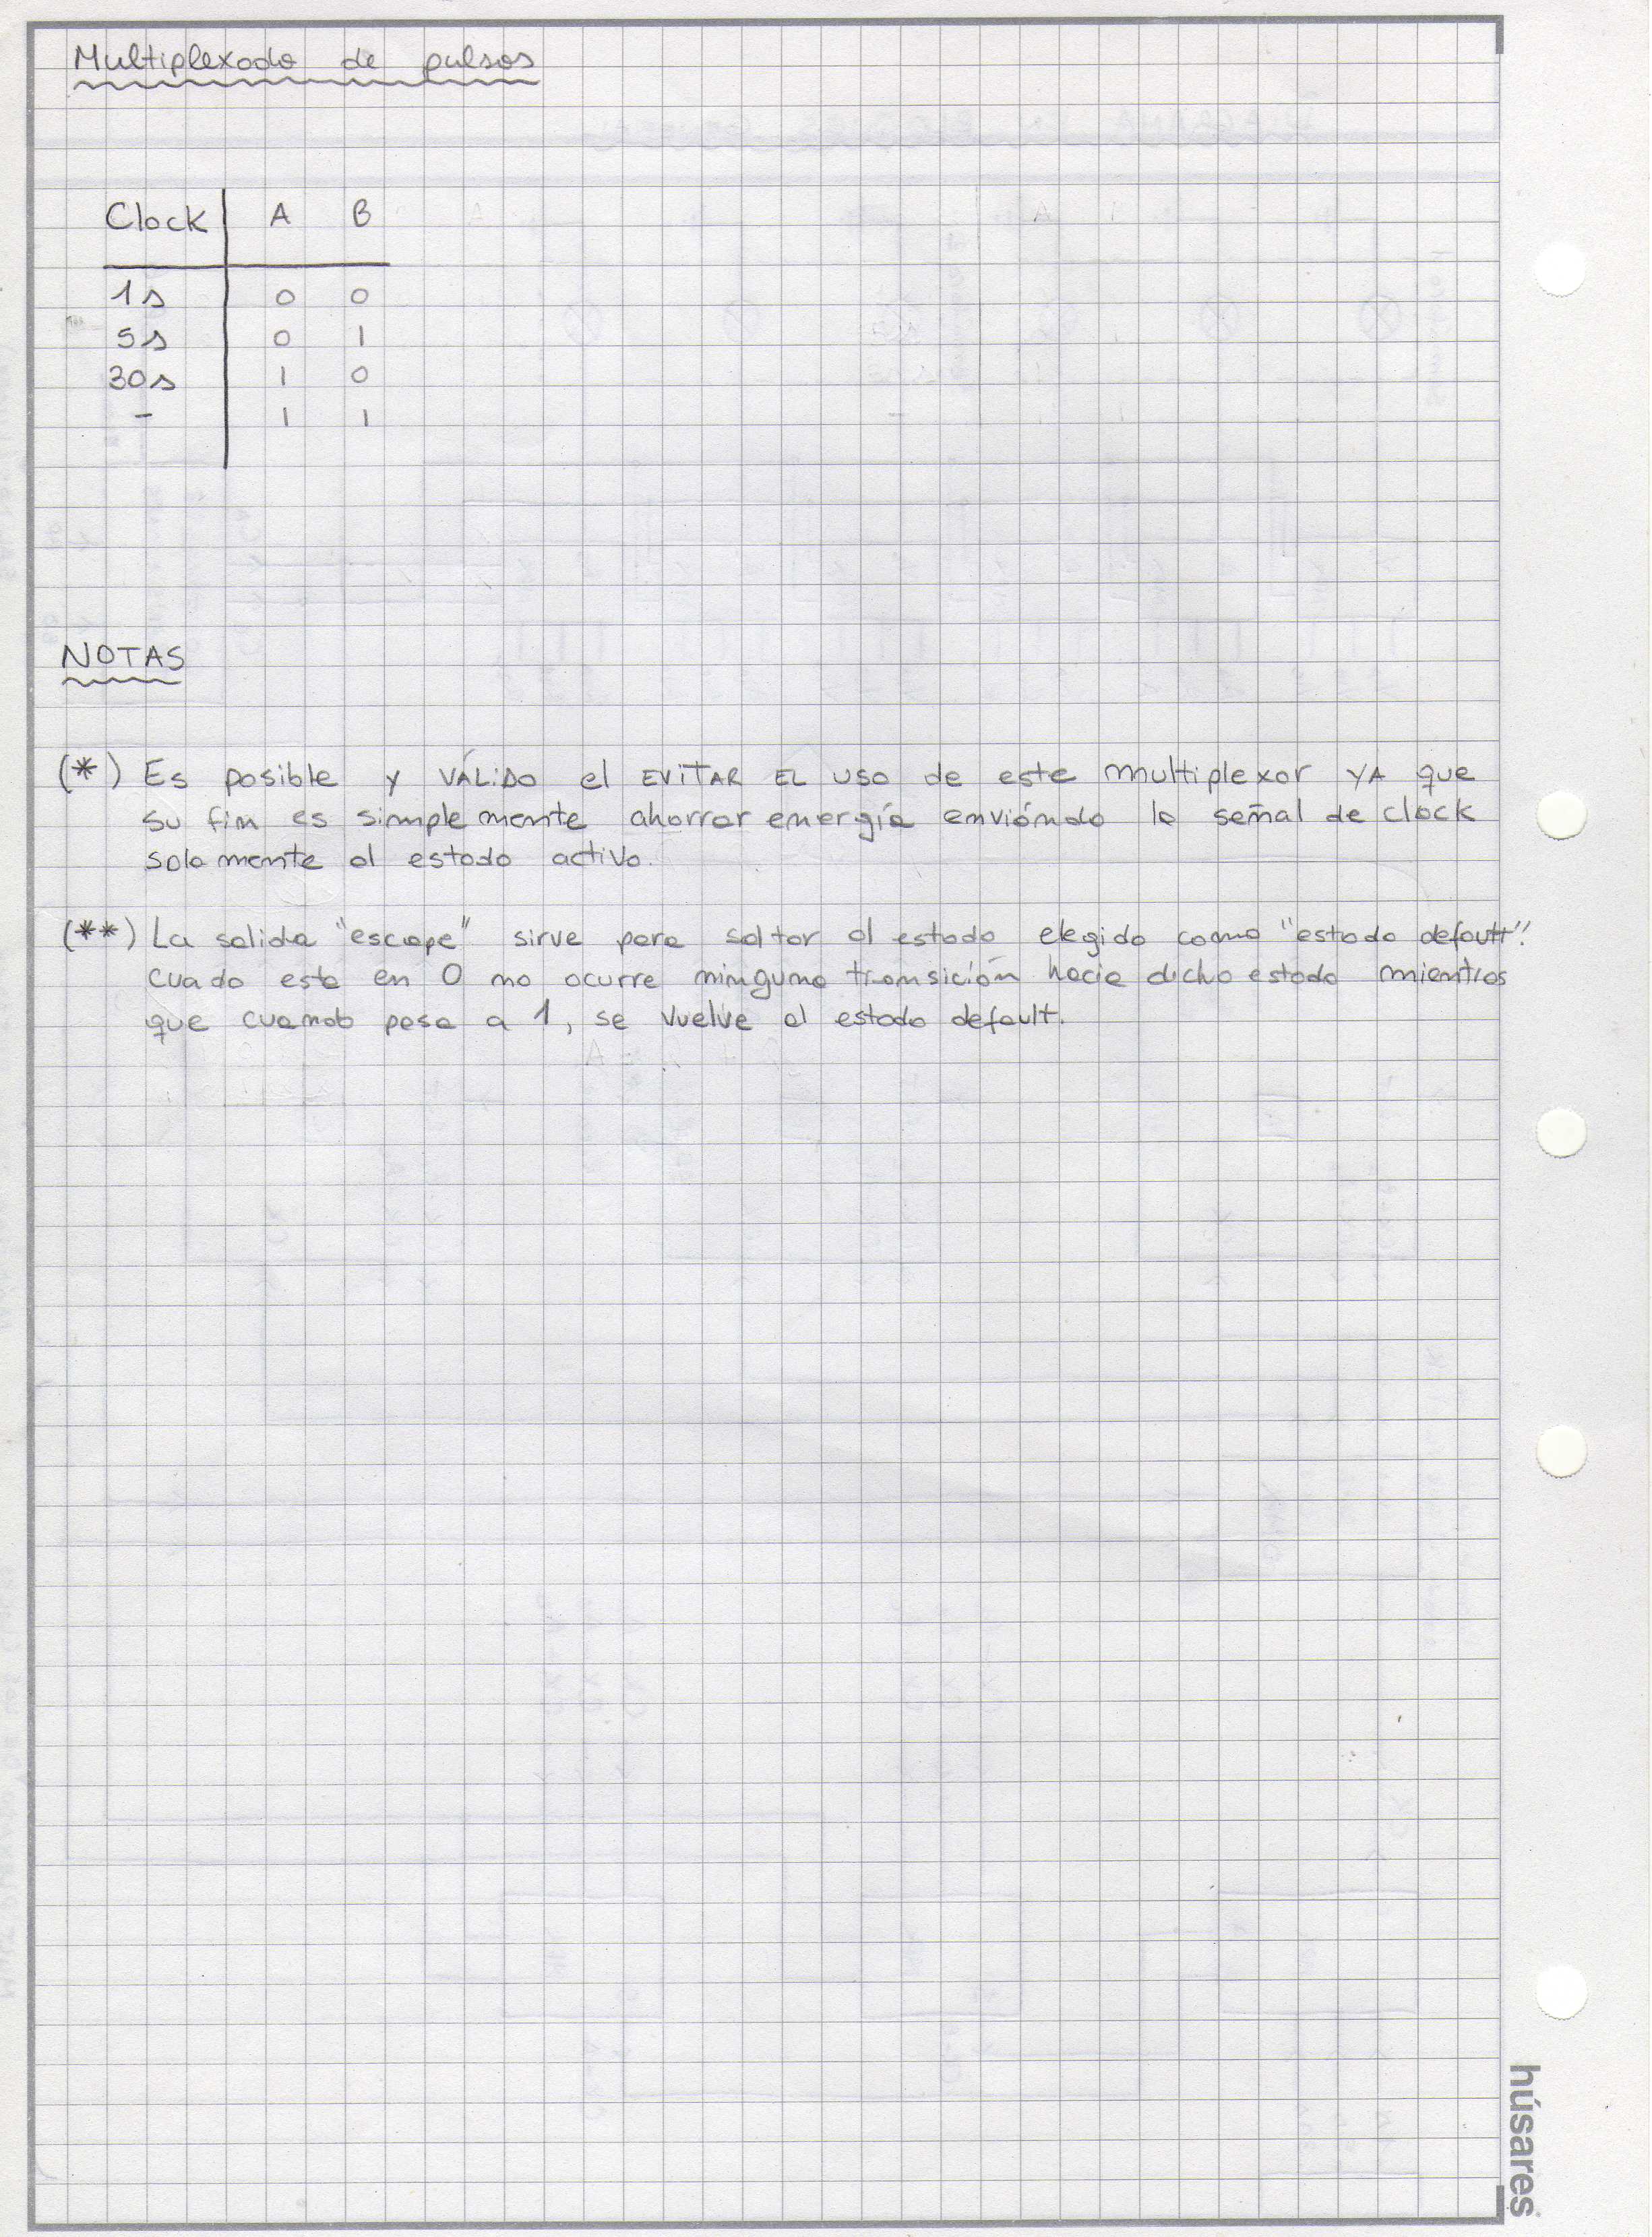 Multiplexado de pulsos
Clock A B
1s 0 0
5s 0 1
30s 1 0
- 1 1
NOTAS
(*) Es posible y VÁLIDO el EVITAR EL USO de este multiplexor YA que
su fin es simplemente ahorrar energía enviándo la señal de clock
solamente al estado activo.
(**) La salida "escape" sirve para saltar al estado elegido como "estado default".
cuado esta en 0 no ocurre ninguna transición hacia dicho estado mientras
que cuando pasa a 1, se vuelve al estado default.
húsares